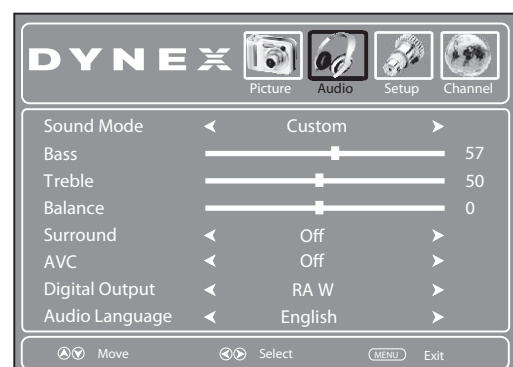 DYNEX
Picture Audio Setup Channel
Sound Mode Custom
Bass 57
Treble 50
Balance 0
Surround Off
AVC Off
Digital Output RA W
Audio Language English
Move Select MENU Exit